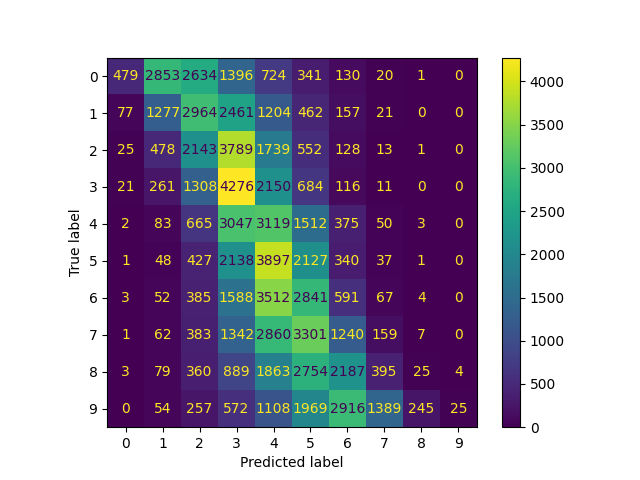 0 479 2853 2634 1396 724 341 130 20 1 0
1 77 1277 2964 2461 1204 462 157 21 0 0
2 25 478 2143 3789 1739 552 128 13 1 0
3 21 261 1308 4276 2150 684 116 11 0 0
4 2 83 665 3047 3119 1512 375 50 3 0
5 1 48 427 2138 3897 2127 340 37 1 0
6 3 52 385 1588 3512 2841 591 67 4 0
7 1 62 383 1342 2860 3301 1240 159 7 0
8 3 79 360 889 1863 2754 2187 395 25 4
9 0 54 257 572 1108 1969 2916 1389 245 25
0 1 2 3 4 5 6 7 8 9
Predicted label
True label
4000
3500
3000
2500
2000
1500
1000
500
0